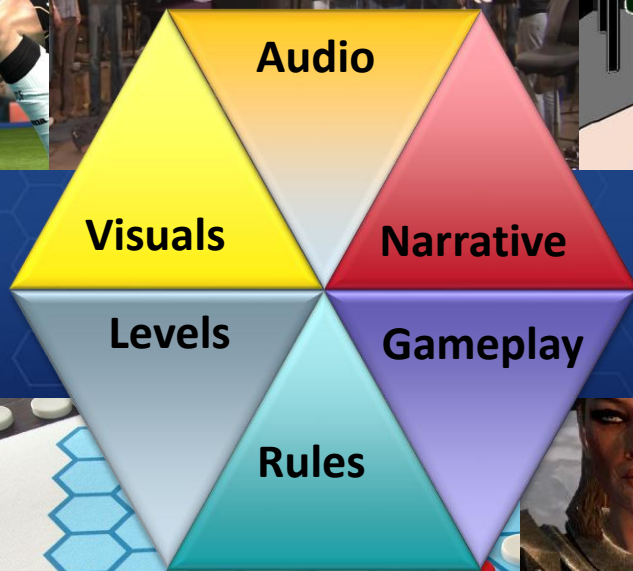 Audio
Visuals
Narrative
Levels
Gameplay
Rules